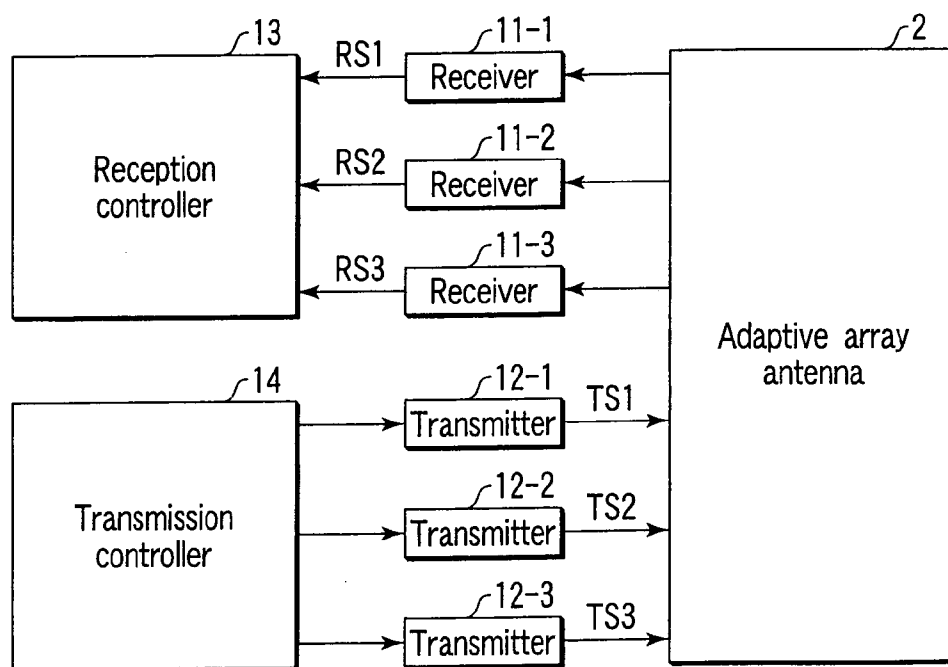 13
11-1
2
RS1
Receiver
11-2
RS2
Receiver
Reception
controller
11-3
RS3
Receiver
Adaptive array
antenna
14
12-1
TS1
Transmitter
12-2
TS2
Transmitter
Transmission
controller
12-3
TS3
Transmitter